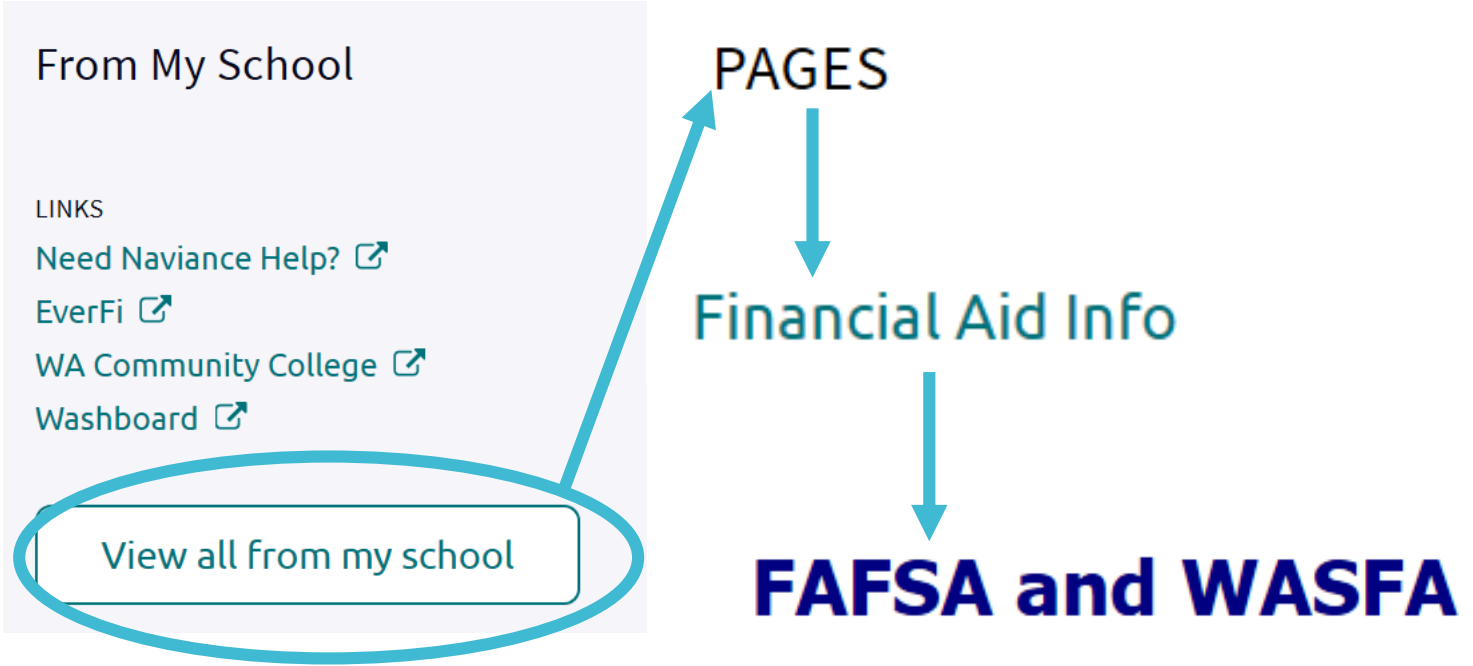 From My School
LINKS
Need Naviance Help?
EverFi
WA Community College
Washboard
View all from my school
PAGES
Financial Aid Info
FAFSA and WASFA